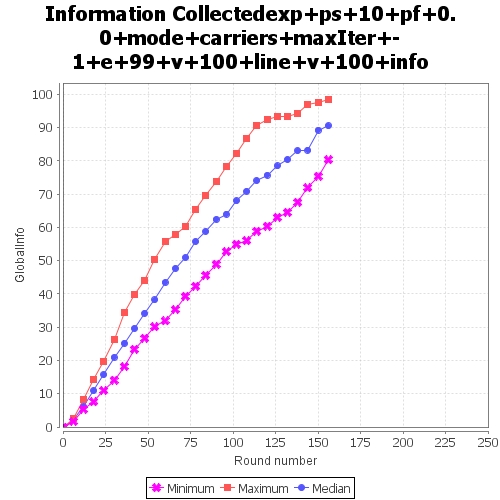 Information Collectedexp+ps+10+pf+0.
0+mode+carriers+maxIter+-
1+e+99+v+100+line+v+100+info
100
90
80
70
60
50
40
30
20
10
0
GlobalInfo
0 25 50 75 100 125 150 175 200 225 250
Round number
Minimum Maximum Median